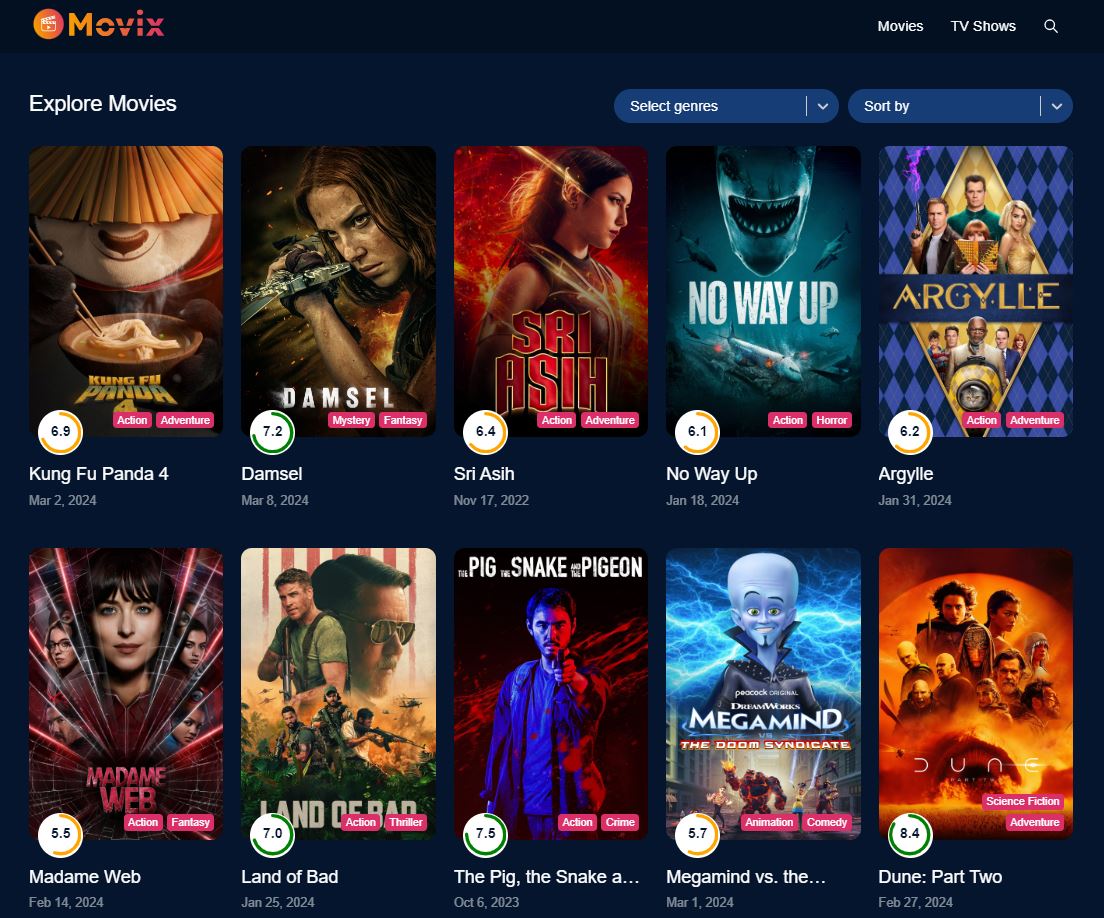 Movix
Movies
TV Shows
Explore Movies
Select genres
Sort by
KUNG FU
PANDA
4
6.9
Action
Adventure
Kung Fu Panda 4
Mar 2, 2024
DAMSEL
7.2
Mystery
Fantasy
Damsel
Mar 8, 2024
SRI
ASIH
6.4
Action
Adventure
Sri Asih
Nov 17, 2022
NO WAY UP
6.1
Action
Horror
No Way Up
Jan 18, 2024
ARGYLLE
6.2
Action
Adventure
Argylle
Jan 31, 2024
MADAME
WEB
5.5
Action
Fantasy
Madame Web
Feb 14, 2024
LAND OF BAD
7.0
Action
Thriller
Land of Bad
Jan 25, 2024
THE PIG, THE SNAKE AND THE PIGEON
7.5
Action
Crime
The Pig, the Snake a...
Oct 6, 2023
peacock ORIGINAL
DREAMWORKS
MEGAMIND
VS
THE DOOM SYNDICATE
5.7
Animation
Comedy
Megamind vs. the...
Mar 1, 2024
DUNE
PART TWO
8.4
Science Fiction
Adventure
Dune: Part Two
Feb 27, 2024